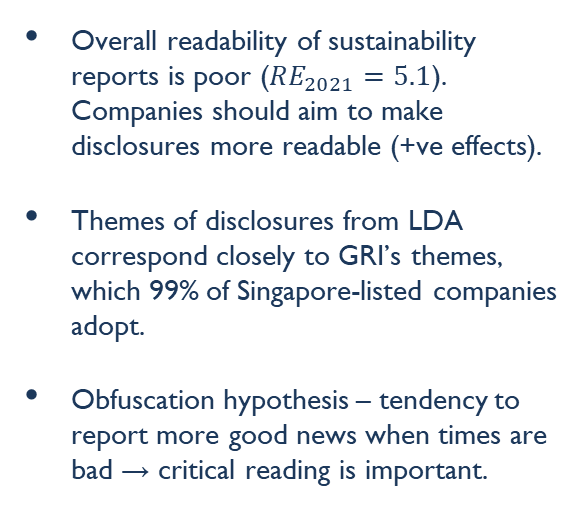 • Overall readability of sustainability
reports is poor (RE₂₀₂₁ = 5.1).
Companies should aim to make
disclosures more readable (+ve effects).
• Themes of disclosures from LDA
correspond closely to GRI’s themes,
which 99% of Singapore-listed companies
adopt.
• Obfuscation hypothesis – tendency to
report more good news when times are
bad → critical reading is important.